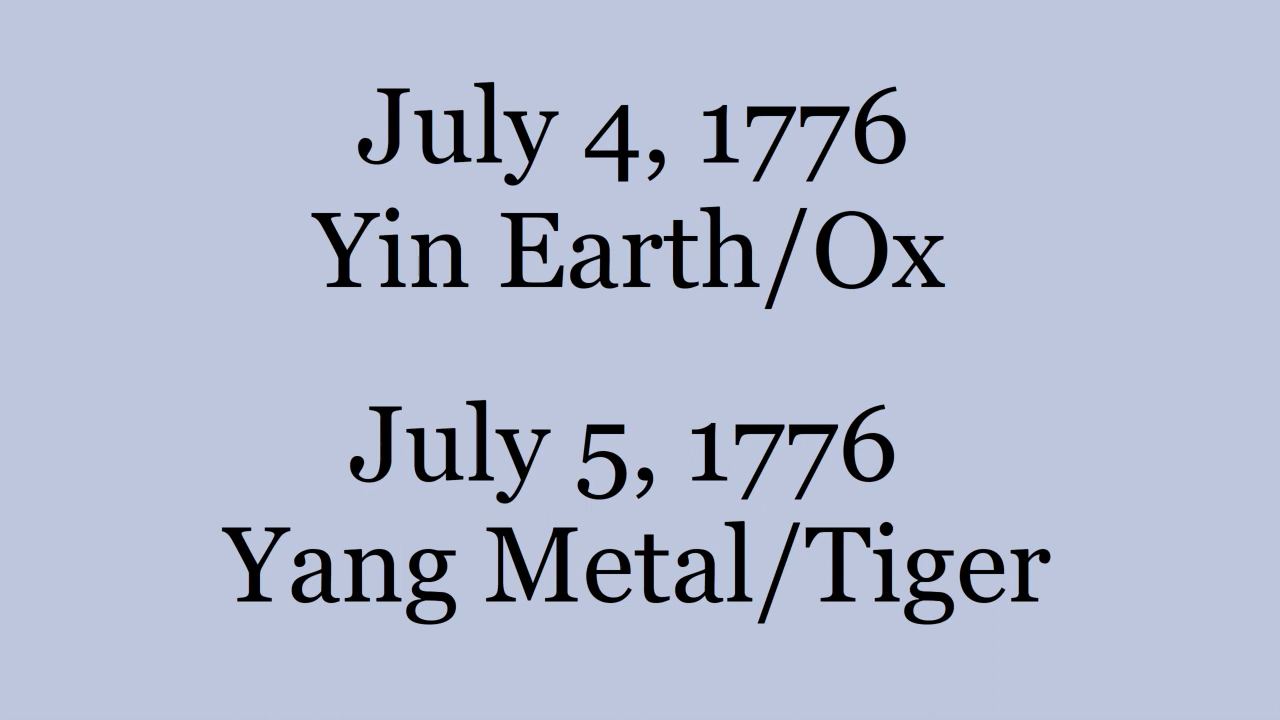 July 4, 1776
Yin Earth/Ox
July 5, 1776
Yang Metal/Tiger